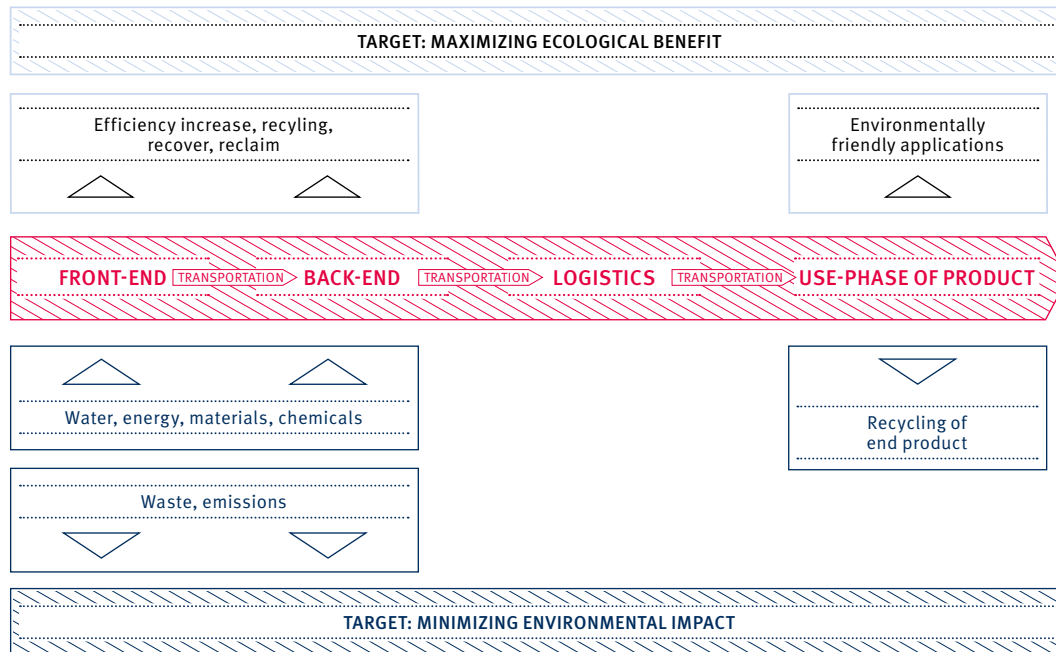 TARGET: MAXIMIZING ECOLOGICAL BENEFIT
Efficiency increase, recyling,
recover, reclaim
Environmentally
friendly applications
FRONT-END TRANSPORTATION BACK-END TRANSPORTATION LOGISTICS TRANSPORTATION USE-PHASE OF PRODUCT
Water, energy, materials, chemicals
Recycling of
end product
Waste, emissions
TARGET: MINIMIZING ENVIRONMENTAL IMPACT